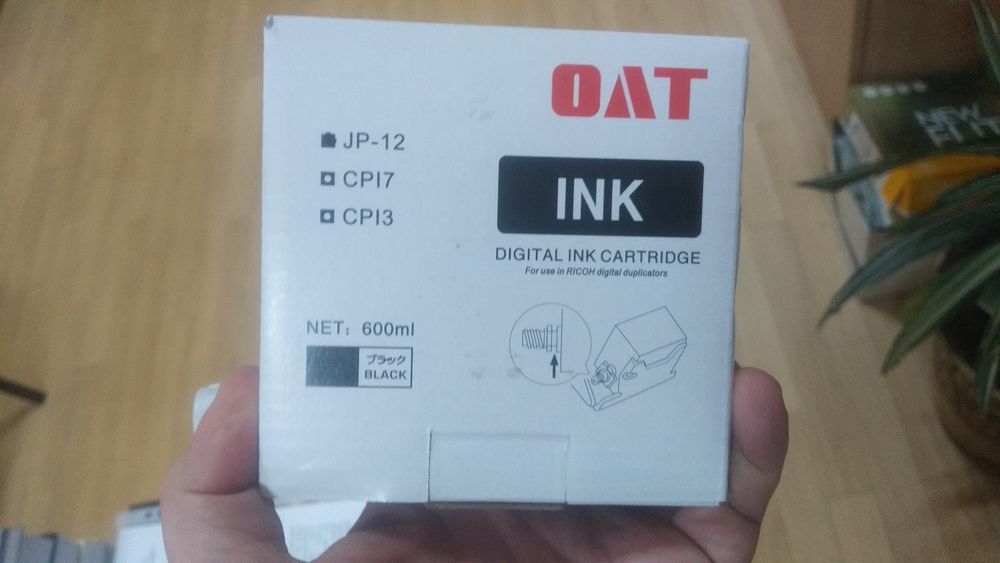 OAT
JP-12
CPI7
CPI3
INK
DIGITAL INK CARTRIDGE
For use in RICOH digital duplicators
NET: 600ml
ブラック
BLACK
NEW